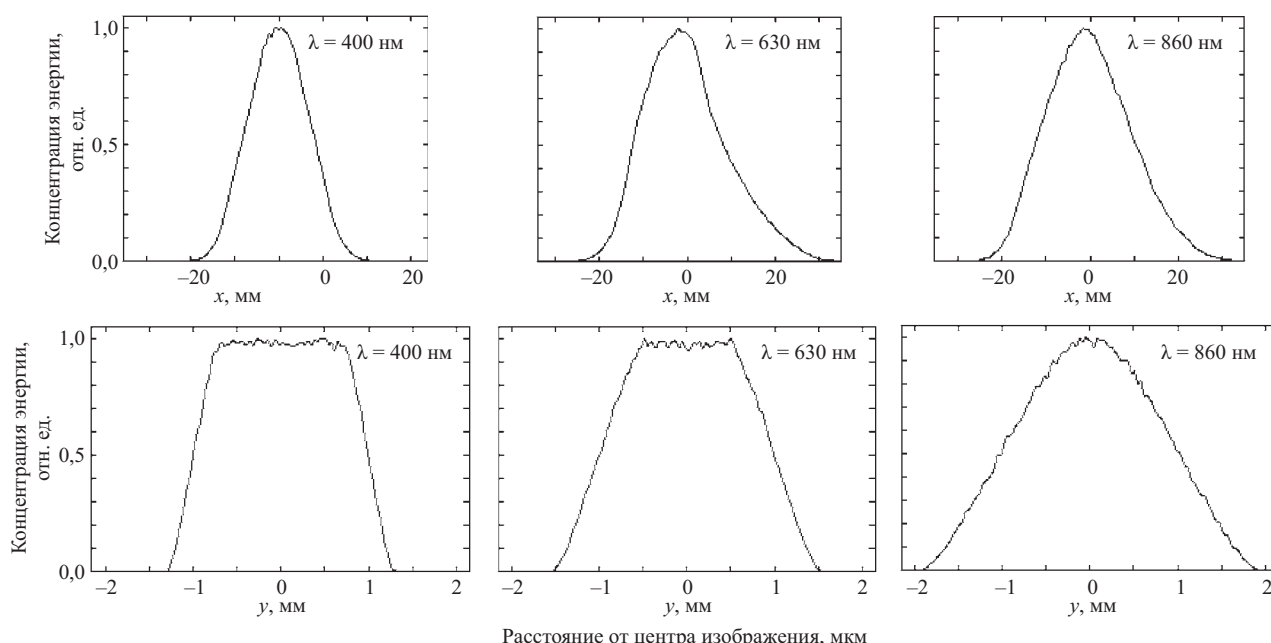 Концентрация энергии,
отн. ед.
1,0
0,5
0,0
λ = 400 нм
–20 0 20
x, мм
λ = 630 нм
–20 0 20
x, мм
λ = 860 нм
–20 0 20
x, мм
Концентрация энергии,
отн. ед.
1,0
0,5
0,0
λ = 400 нм
–2 –1 0 1 2
y, мм
λ = 630 нм
–2 –1 0 1 2
y, мм
λ = 860 нм
–2 –1 0 1 2
y, мм
Расстояние от центра изображения, мкм